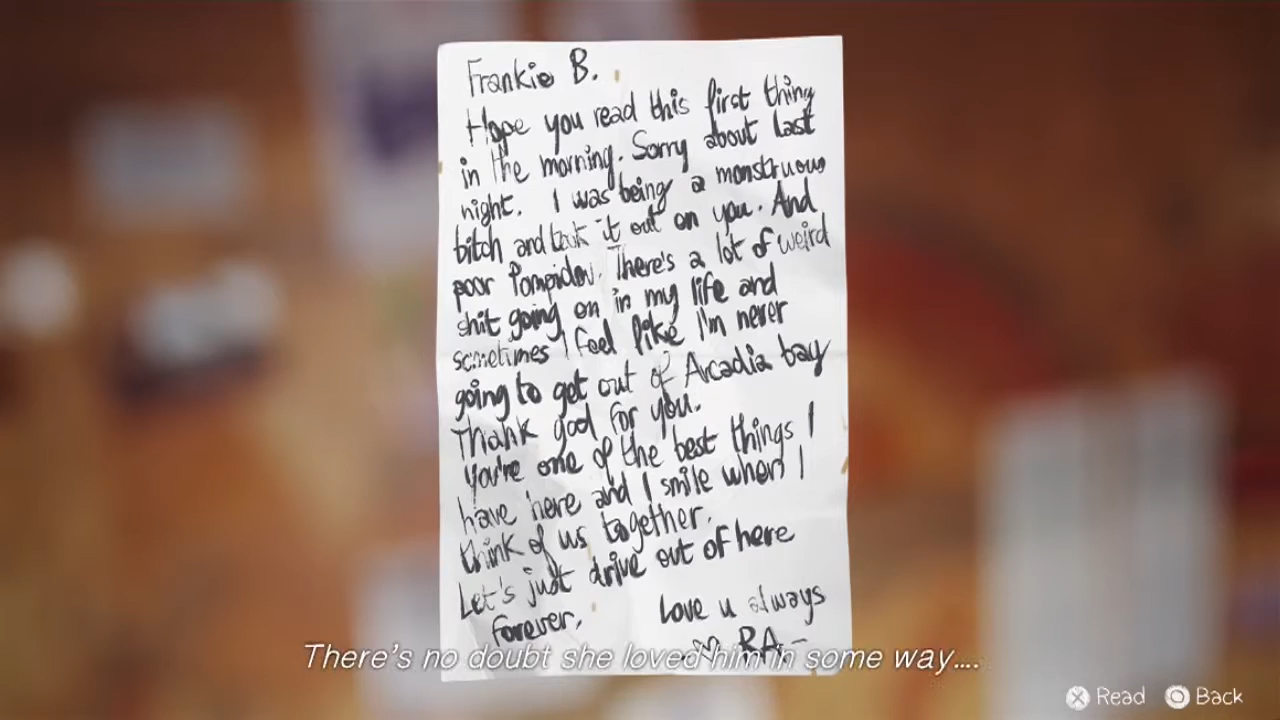 Frankie B.
Hope you read this first thing
in the morning. Sorry about last
night. I was being a monstruous
bitch and took it out on you. And
poor Pompidou. There's a lot of weird
shit going on in my life and
sometimes I feel like I'm never
going to get out of Arcadia bay
Thank god for you.
You're one of the best things I
have here and I smile when I
think of us together.
Let's just drive out of here
forever.
Love u always
♡ RA -
There's no doubt she loved him in some way....
Read Back